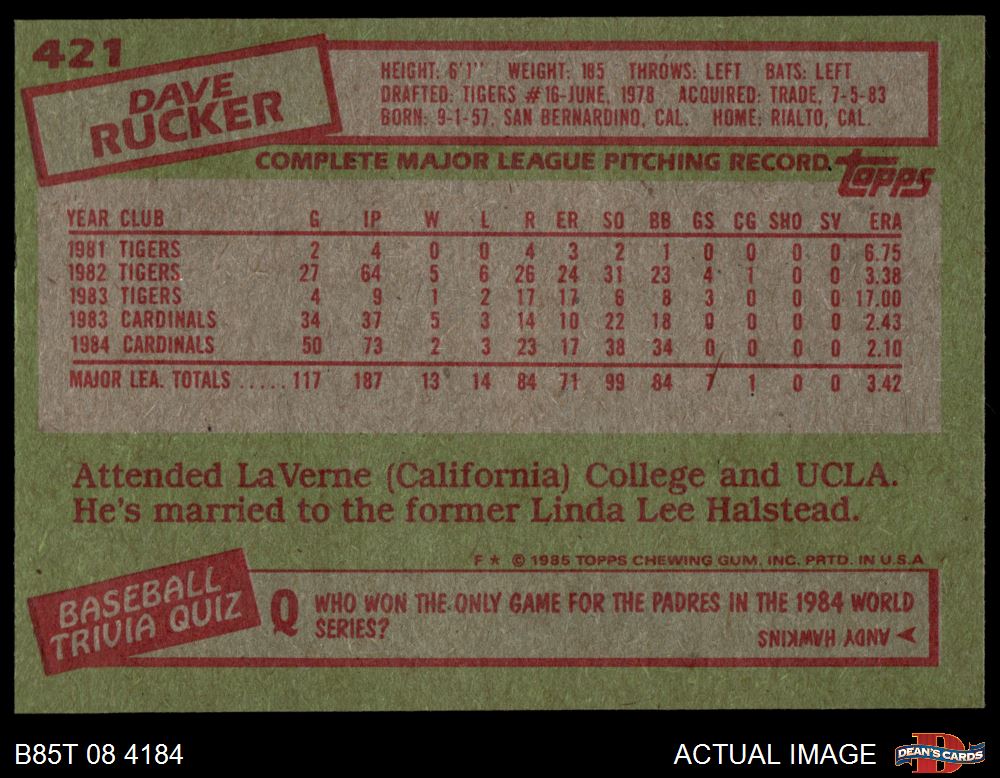 421
DAVE
RUCKER
HEIGHT: 6'1" WEIGHT: 185 THROWS: LEFT BATS: LEFT
DRAFTED: TIGERS #16-JUNE, 1978 ACQUIRED: TRADE, 7-5-83
BORN: 9-1-57, SAN BERNARDINO, CAL. HOME: RIALTO, CAL.
COMPLETE MAJOR LEAGUE PITCHING RECORD
Topps
YEAR CLUB G IP W L R ER SO BB GS CG SHO SV ERA
1981 TIGERS 2 4 0 0 4 3 2 1 0 0 0 0 6.75
1982 TIGERS 27 64 5 6 26 24 31 23 4 1 0 0 3.38
1983 TIGERS 4 9 1 2 17 17 6 8 3 0 0 0 17.00
1983 CARDINALS 34 37 5 3 14 10 22 18 0 0 0 0 2.43
1984 CARDINALS 50 73 2 3 23 17 38 34 0 0 0 0 2.10
MAJOR LEA. TOTALS ..... 117 187 13 14 84 71 99 84 7 1 0 0 3.42
Attended LaVerne (California) College and UCLA.
He's married to the former Linda Lee Halstead.
F * © 1985 TOPPS CHEWING GUM, INC. PRTD. IN U.S.A
BASEBALL
TRIVIA QUIZ
Q WHO WON THE ONLY GAME FOR THE PADRES IN THE 1984 WORLD
SERIES?
ANDY HAWKINS
B85T 08 4184
ACTUAL IMAGE
DEAN'S CARDS